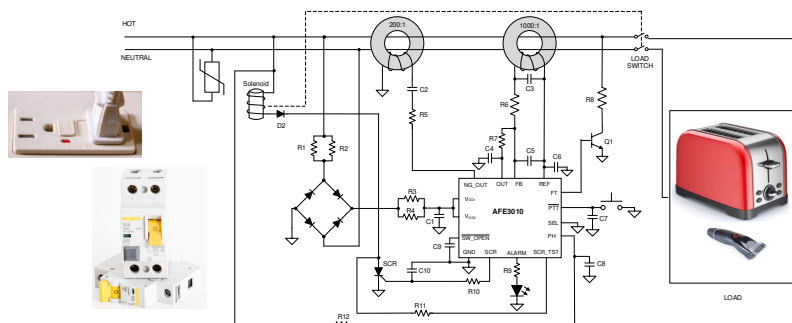 HOT
200:1
1000:1
NEUTRAL
LOAD
SWITCH
Solenoid
C2
C3
R6
R8
D2
R5
R1
R2
R7
C4
C5
C6
Q1
NG_OUT
OUT
FB
REF
FT
R3
R4
C1
AFE3010
PTT
SEL
PH
C7
SW_OPEN
C9
GND
SCR
ALARM
SCR_TST
SCR
C10
R9
R10
C8
R11
R12
LOAD